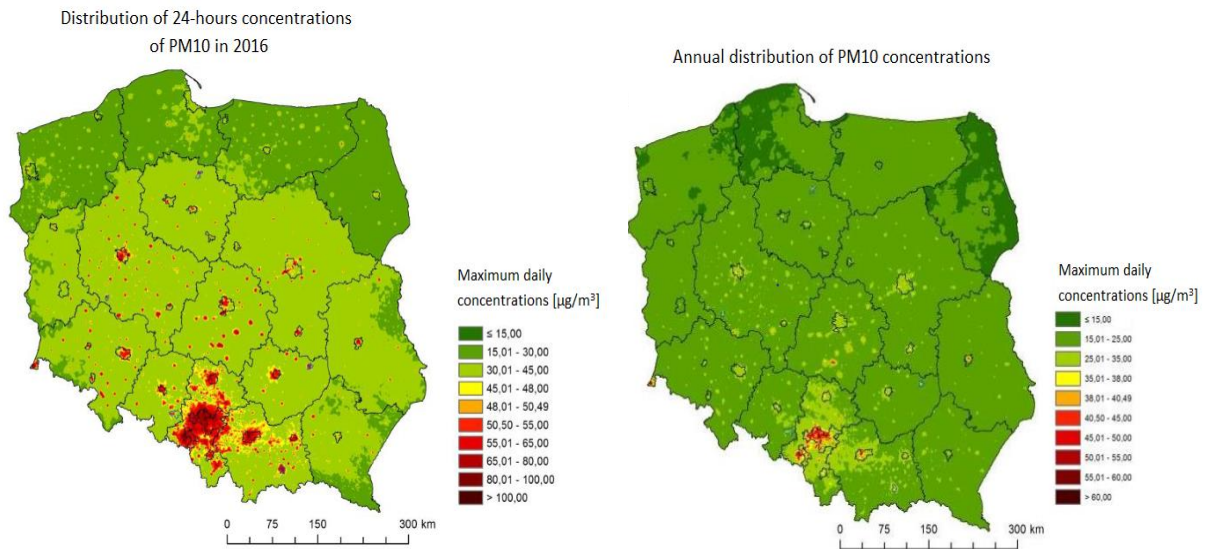 Distribution of 24-hours concentrations
of PM10 in 2016
Maximum daily
concentrations [µg/m³]
≤ 15,00
15,01 - 30,00
30,01 - 45,00
45,01 - 48,00
48,01 - 50,49
50,50 - 55,00
55,01 - 65,00
65,01 - 80,00
80,01 - 100,00
> 100,00
0 75 150 300 km
Annual distribution of PM10 concentrations
Maximum daily
concentrations [µg/m³]
≤ 15,00
15,01 - 25,00
25,01 - 35,00
35,01 - 38,00
38,01 - 40,49
40,50 - 45,00
45,01 - 50,00
50,01 - 55,00
55,01 - 60,00
> 60,00
0 75 150 300 km